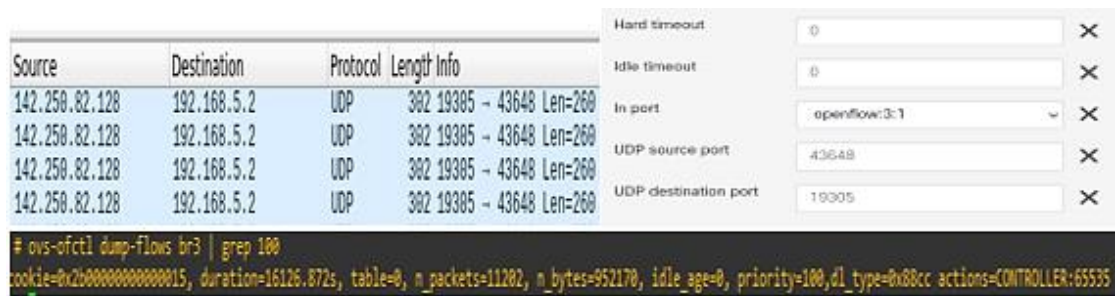 Source Destination Protocol Length Info
142.250.82.128 192.168.5.2 UDP 302 19305 → 43648 Len=260
142.250.82.128 192.168.5.2 UDP 302 19305 → 43648 Len=260
142.250.82.128 192.168.5.2 UDP 302 19305 → 43648 Len=260
142.250.82.128 192.168.5.2 UDP 302 19305 → 43648 Len=260
Hard timeout 0
Idle timeout 0
In port openflow:3:1
UDP source port 43648
UDP destination port 19305
# ovs-ofctl dump-flows br3 | grep 100
cookie=0x2b00000000000015, duration=16126.872s, table=0, n_packets=11202, n_bytes=952170, idle_age=0, priority=100,dl_type=0x88cc actions=CONTROLLER:65535